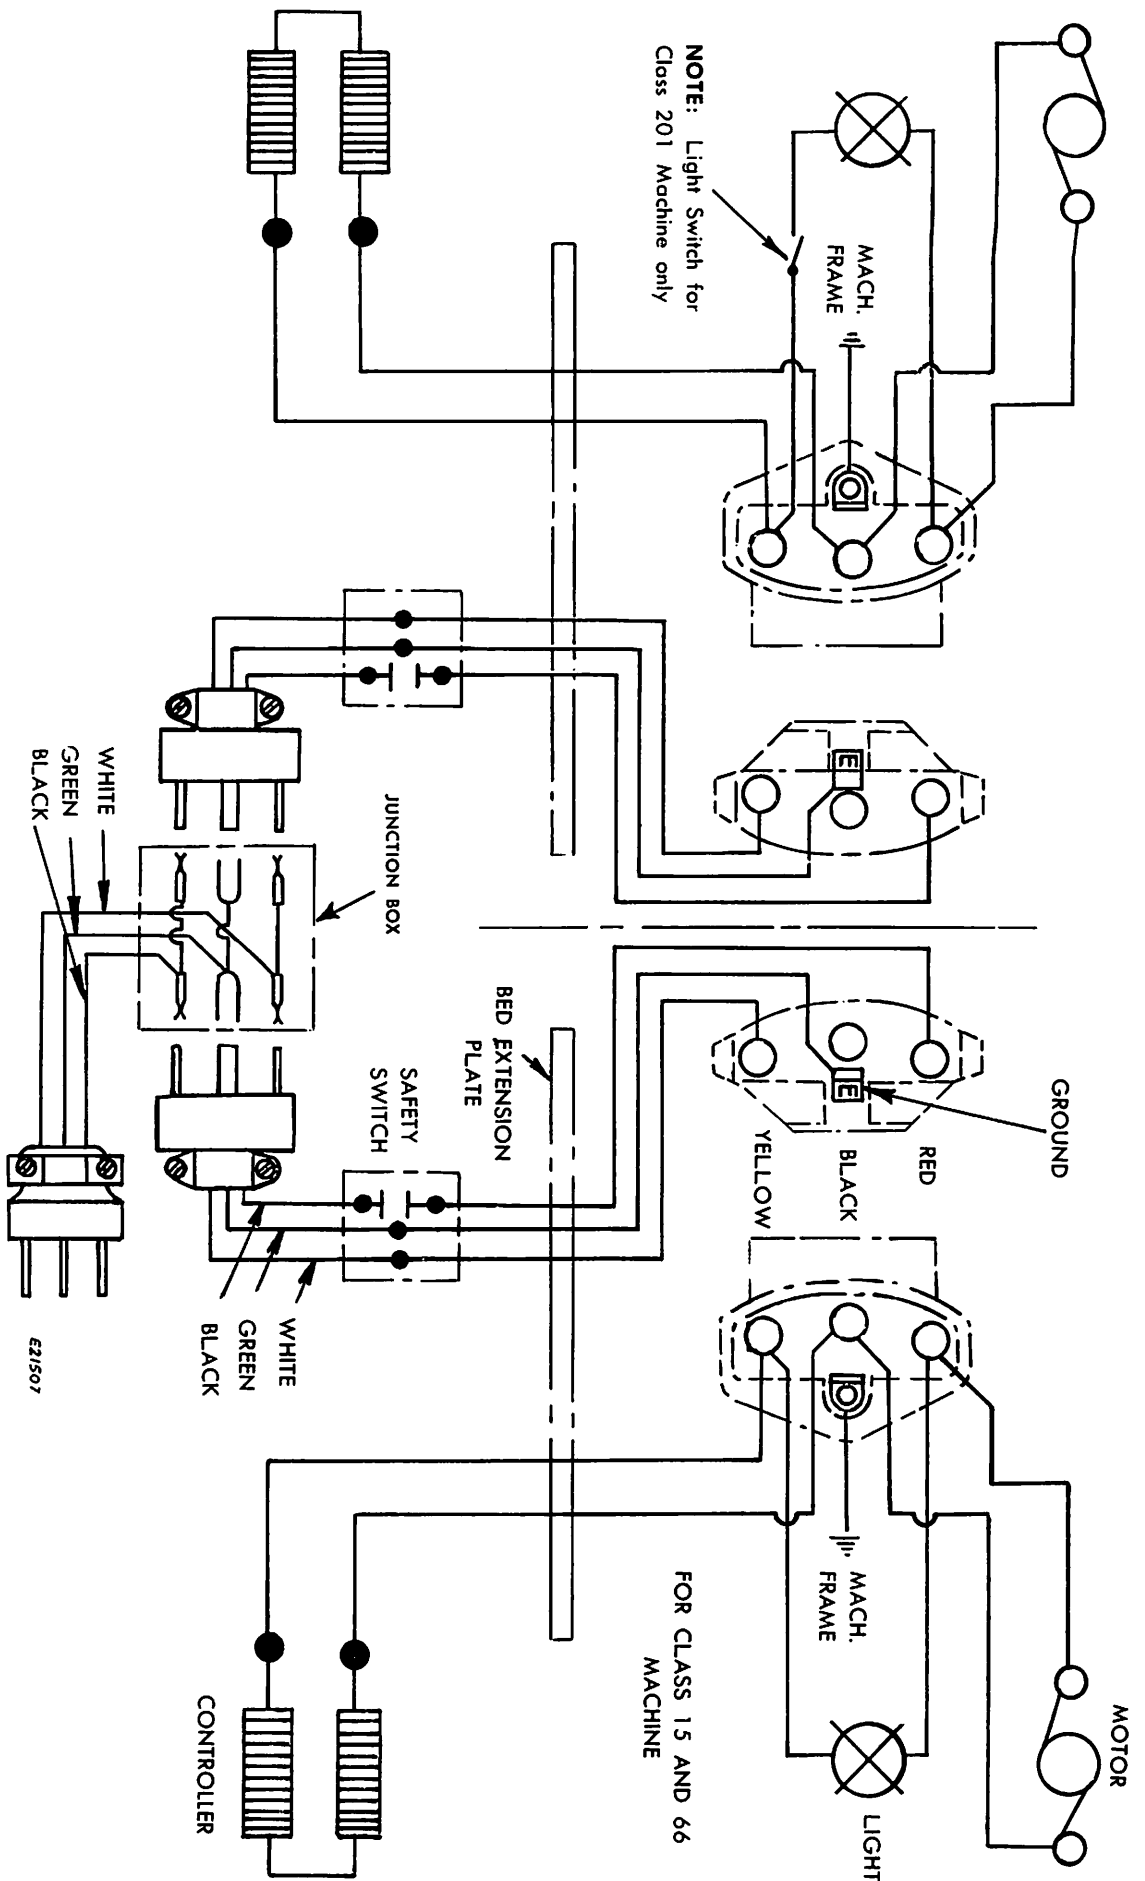 NOTE: Light Switch for
Class 201 Machine only
MACH.
FRAME
JUNCTION BOX
WHITE
GREEN
BLACK
BED EXTENSION
PLATE
SAFETY
SWITCH
GROUND
RED
BLACK
YELLOW
E
E
WHITE
GREEN
BLACK
E21507
MACH.
FRAME
FOR CLASS 15 AND 66
MACHINE
MOTOR
LIGHT
CONTROLLER